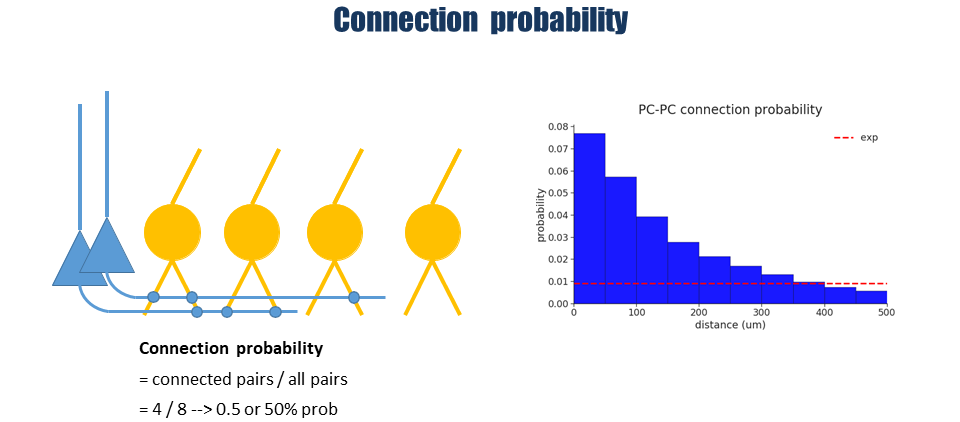 Connection probability
PC-PC connection probability
exp
probability
0.08
0.07
0.06
0.05
0.04
0.03
0.02
0.01
0.00
0 100 200 300 400 500
distance (um)
Connection probability
= connected pairs / all pairs
= 4 / 8 --> 0.5 or 50% prob